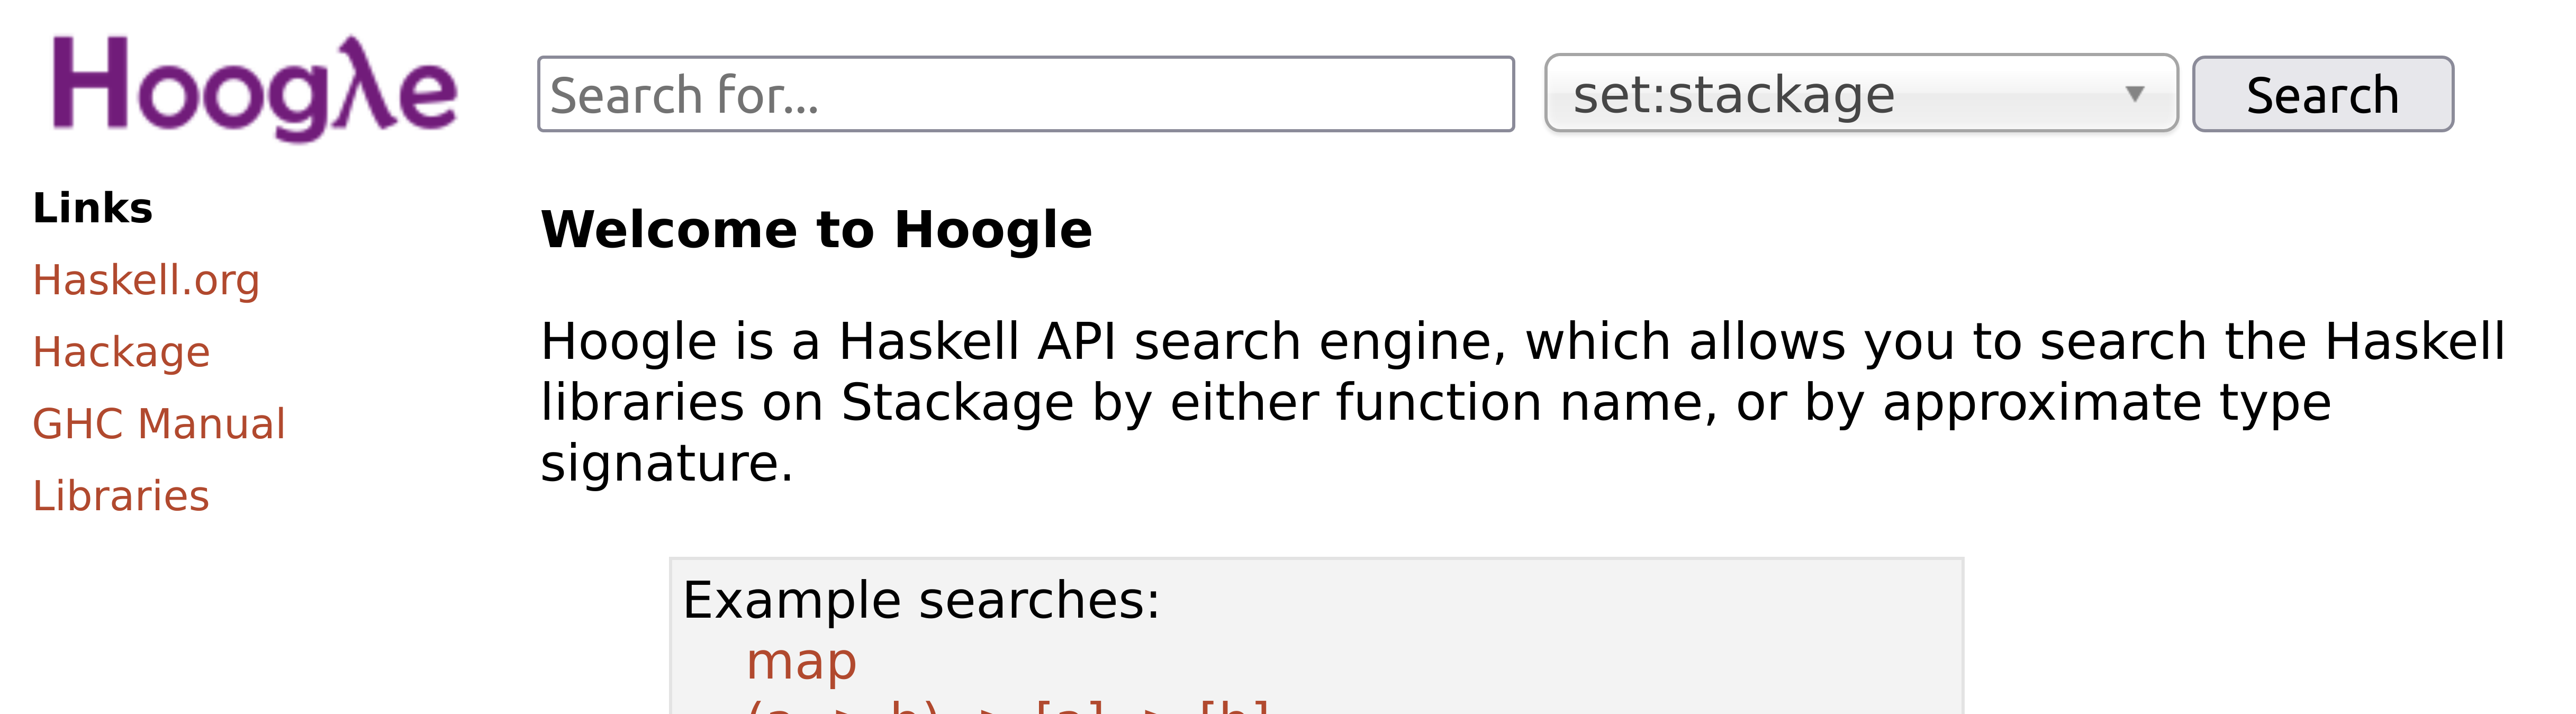 Hoogλe
Search for...
set:stackage
Search
Links
Haskell.org
Hackage
GHC Manual
Libraries
Welcome to Hoogle
Hoogle is a Haskell API search engine, which allows you to search the Haskell
libraries on Stackage by either function name, or by approximate type
signature.
Example searches:
map
(a -> b) -> [a] -> [b]